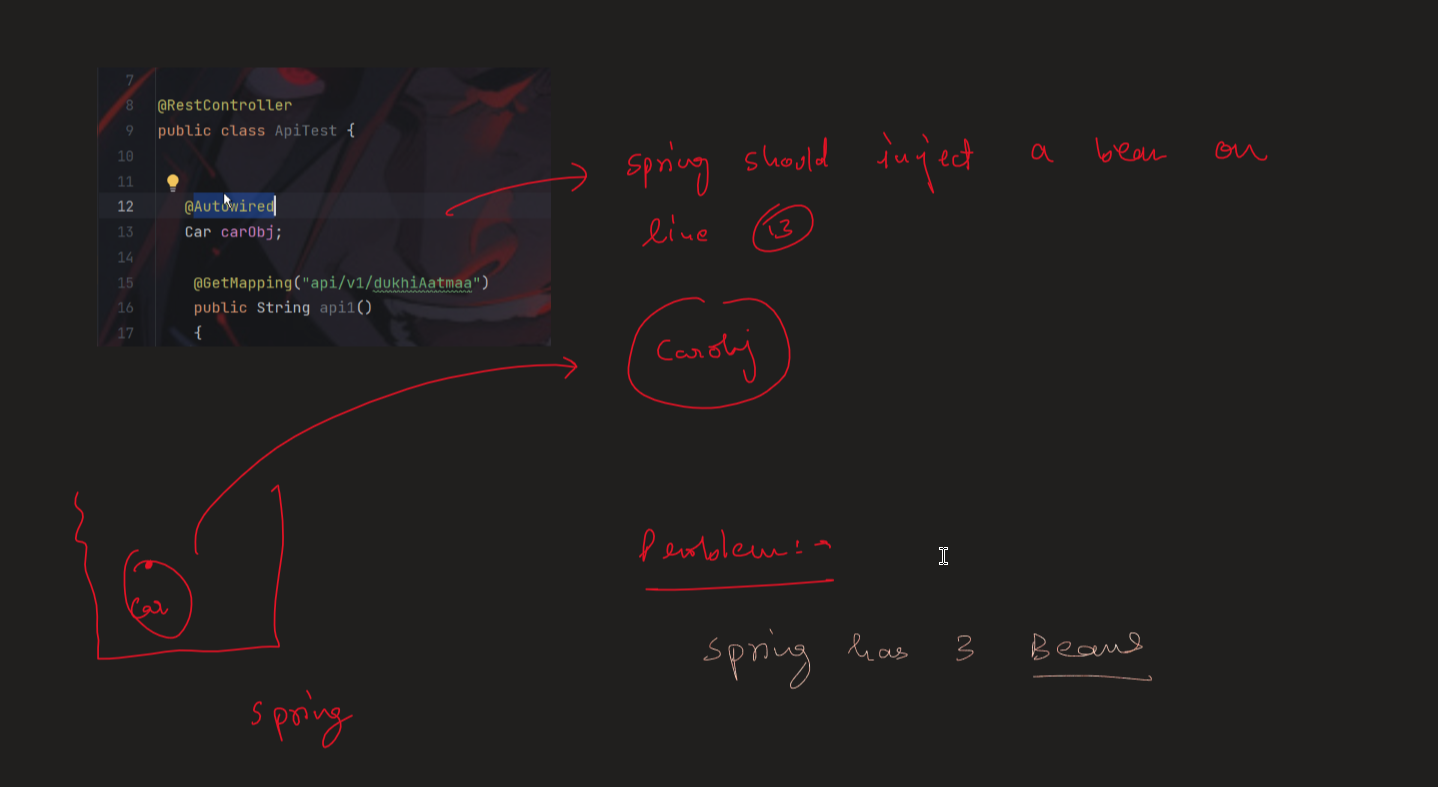 7
8 @RestController
9 public class ApiTest {
10
11
12 @Autowired
13 Car carObj;
14
15 @GetMapping("api/v1/dukhiAatmaa")
16 public String api1()
17 {
spring should inject a bean on
line 13
Carobj
Car
spring
Problem:→
spring has 3 Beans